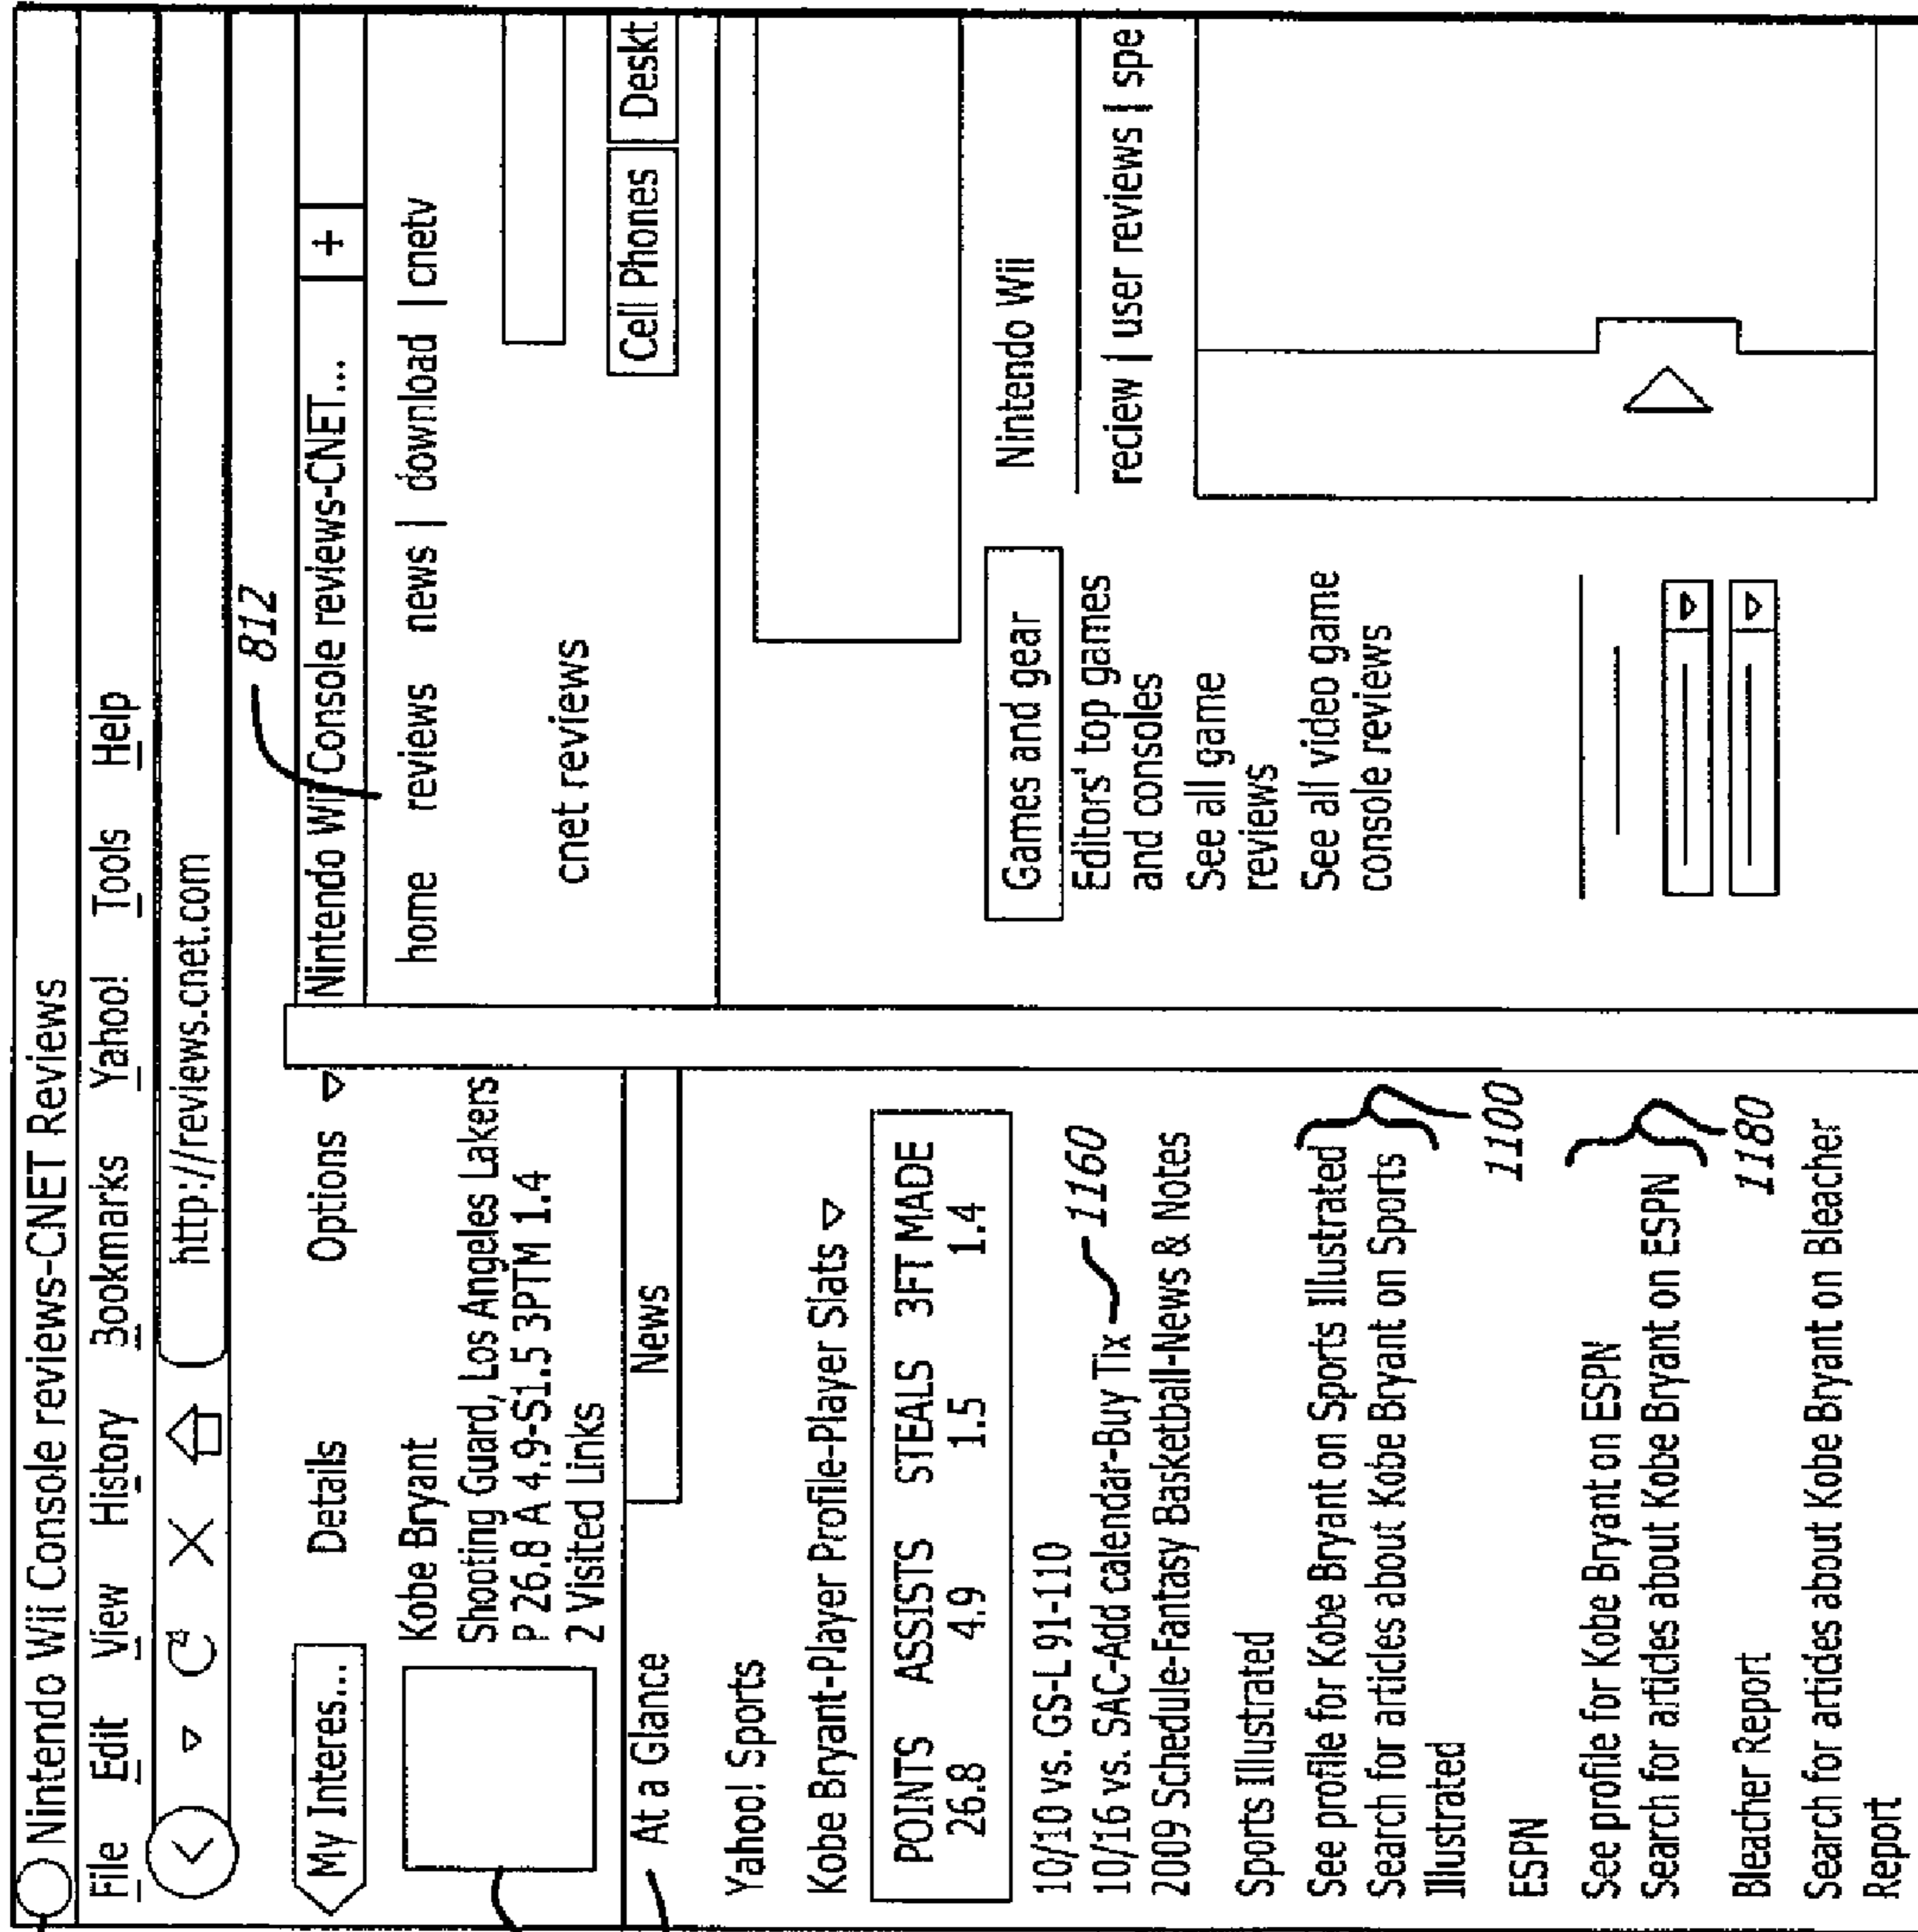 Nintendo Wii Console reviews-CNET Reviews
File Edit View History Bookmarks Yahoo! Tools Help
http://reviews.cnet.com
812
My Interes... Details Options
Kobe Bryant
Shooting Guard, Los Angeles Lakers
P 26.8 A 4.9-S1.5 3PTM 1.4
2 Visited Links
At a Glance News
Yahoo! Sports
Kobe Bryant-Player Profile-Player Slats
POINTS ASSISTS STEALS 3FT MADE
26.8 4.9 1.5 1.4
10/10 vs. GS-L 91-110
10/16 vs. SAC-Add calendar-Buy Tix 1160
2009 Schedule-Fantasy Basketball-News & Notes
Sports Illustrated
See profile for Kobe Bryant on Sports Illustrated
Search for articles about Kobe Bryant on Sports
Illustrated
1100
ESPN
See profile for Kobe Bryant on ESPN
Search for articles about Kobe Bryant on ESPN
1180
Bleacher Report
Search for articles about Kobe Bryant on Bleacher
Report
Nintendo Wii Console reviews-CNET... +
home reviews news | download | cnetv
cnet reviews
Cell Phones Deskt
Games and gear
Editors' top games
and consoles
See all game
reviews
See all video game
console reviews
Nintendo Wii
reciew | user reviews | spe